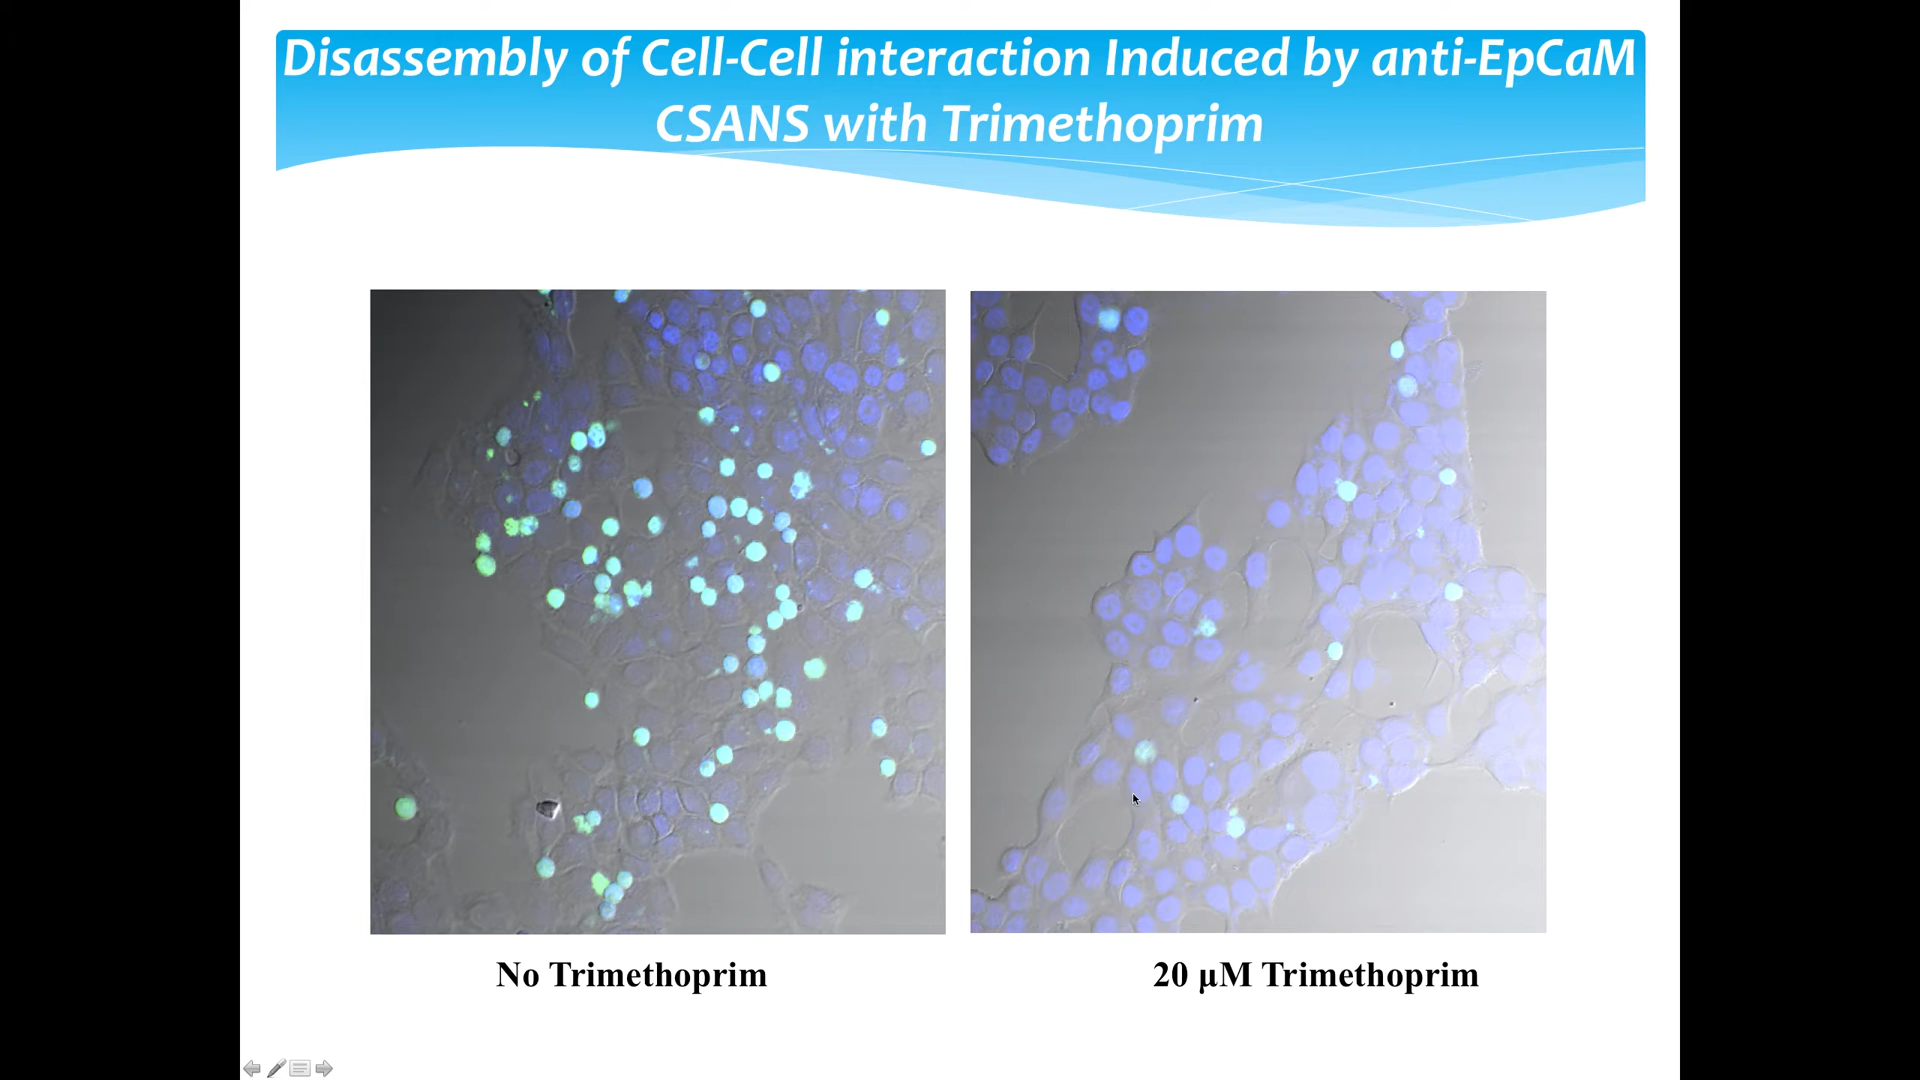 Disassembly of Cell-Cell interaction Induced by anti-EpCaM
CSANS with Trimethoprim
No Trimethoprim
20 µM Trimethoprim